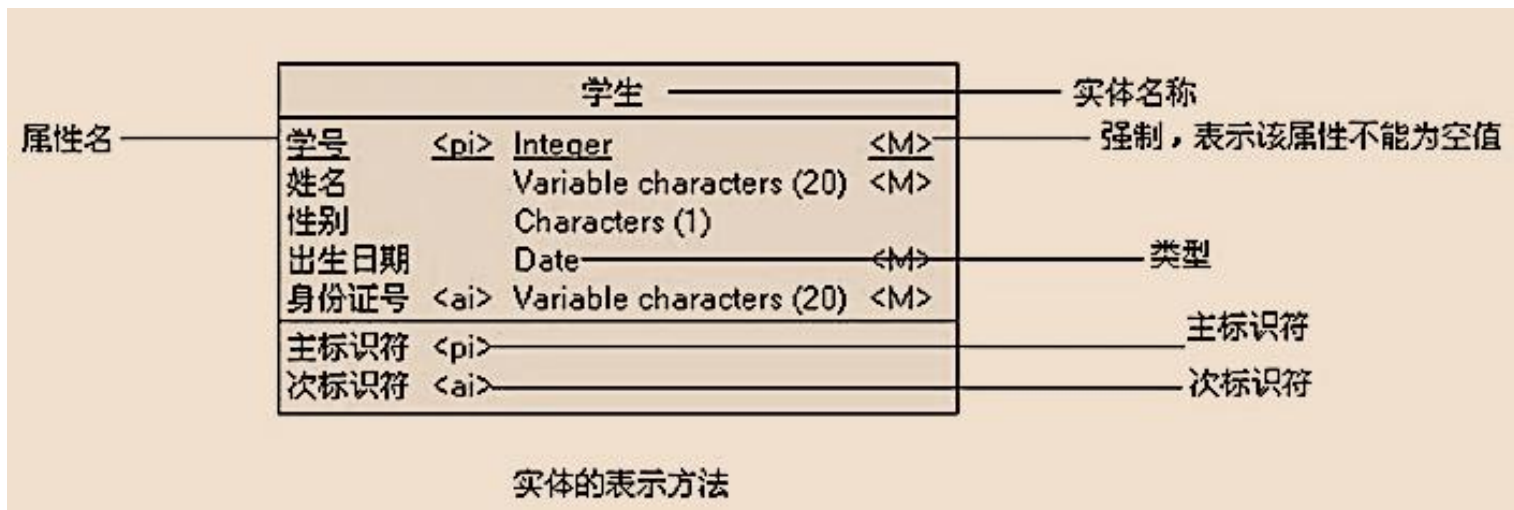 学生 实体名称
属性名 学号 <pi> Integer <M> 强制，表示该属性不能为空值
姓名 Variable characters (20) <M>
性别 Characters (1)
出生日期 Date <M> 类型
身份证号 <ai> Variable characters (20) <M>
主标识符 <pi> 主标识符
次标识符 <ai> 次标识符
实体的表示方法